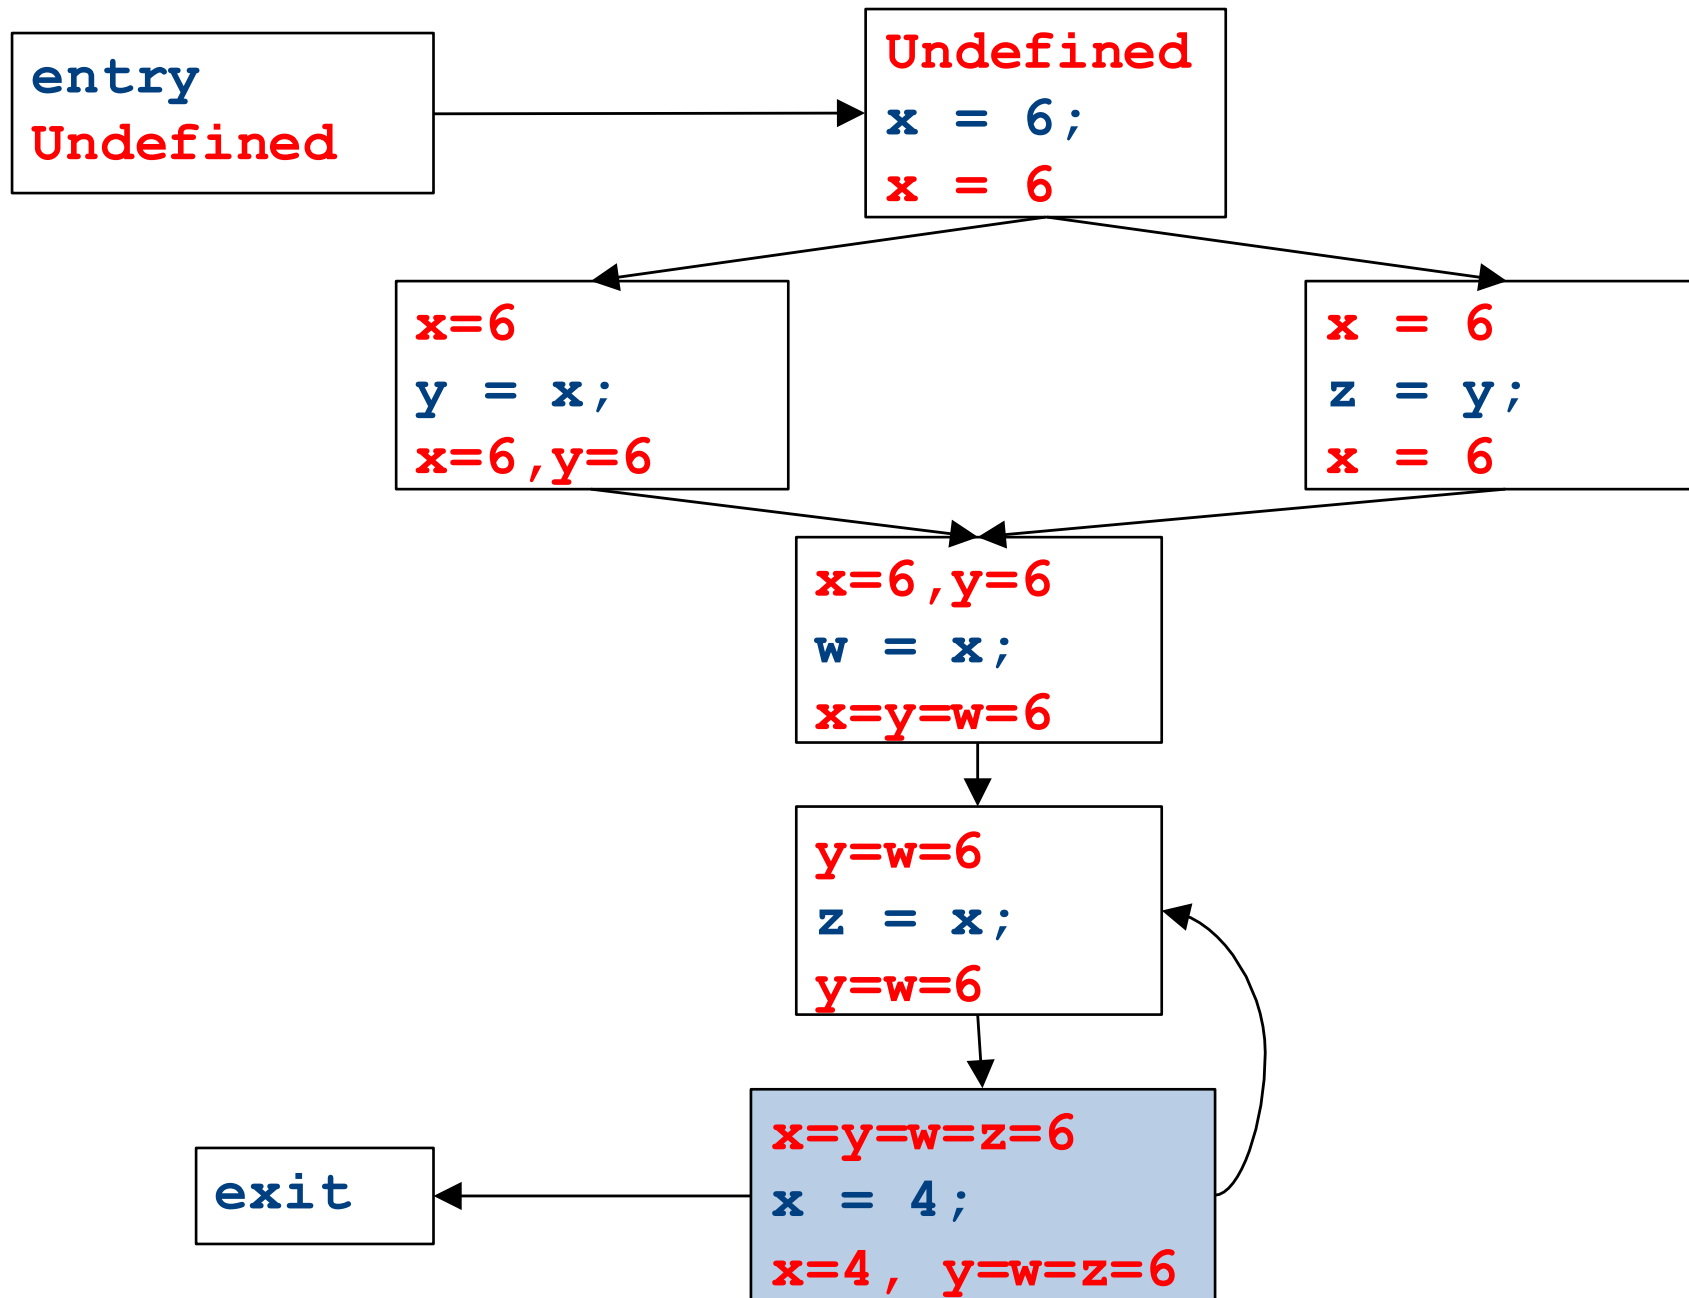 entry
Undefined
Undefined
x = 6;
x = 6
x=6
y = x;
x=6,y=6
x = 6
z = y;
x = 6
x=6,y=6
w = x;
x=y=w=6
y=w=6
z = x;
y=w=6
x=y=w=z=6
x = 4;
x=4, y=w=z=6
exit